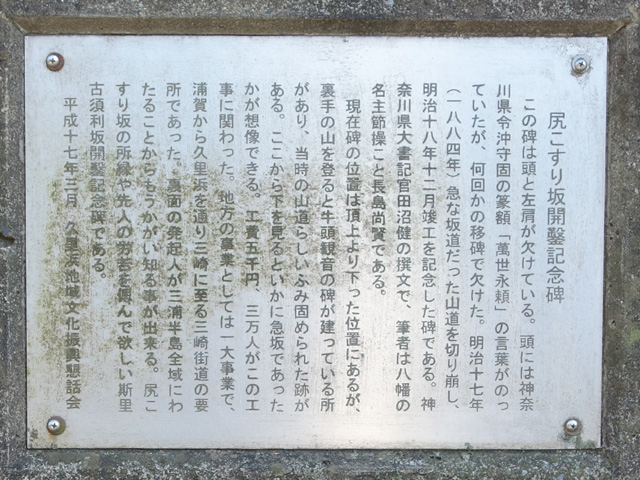 尻こすり坂開鑿記念碑
この碑は頭と左肩が欠けている。頭には神奈
川県令沖守固の篆額「萬世永頼」の言葉がのっ
ていたが、何回かの移碑で欠けた。明治十七年
(一八八四年)急な坂道だった山道を切り崩し、
明治十八年十二月竣工を記念した碑である。神
奈川県大書記官田沼健の撰文で、筆者は八幡の
名主節操こと長島尚賢である。
現在碑の位置は頂上より下った位置にあるが、
裏手の山を登ると牛頭観音の碑が建っている所
があり、当時の山道らしいふみ固められた跡が
ある。ここから下を見るといかに急坂であった
かが想像できる。工費五千円、三万人がこの工
事に関わった。地方の事業としては一大事業で、
浦賀から久里浜を通り三崎に至る三崎街道の要
所であった。裏面の発起人が三浦半島全域にわ
たることからもうかがい知る事が出来る。尻こ
すり坂の所縁や先人の労苦を偲んで欲しい斯里
古須利坂開鑿記念碑である。
平成十七年三月 久里浜地域文化振興懇話会